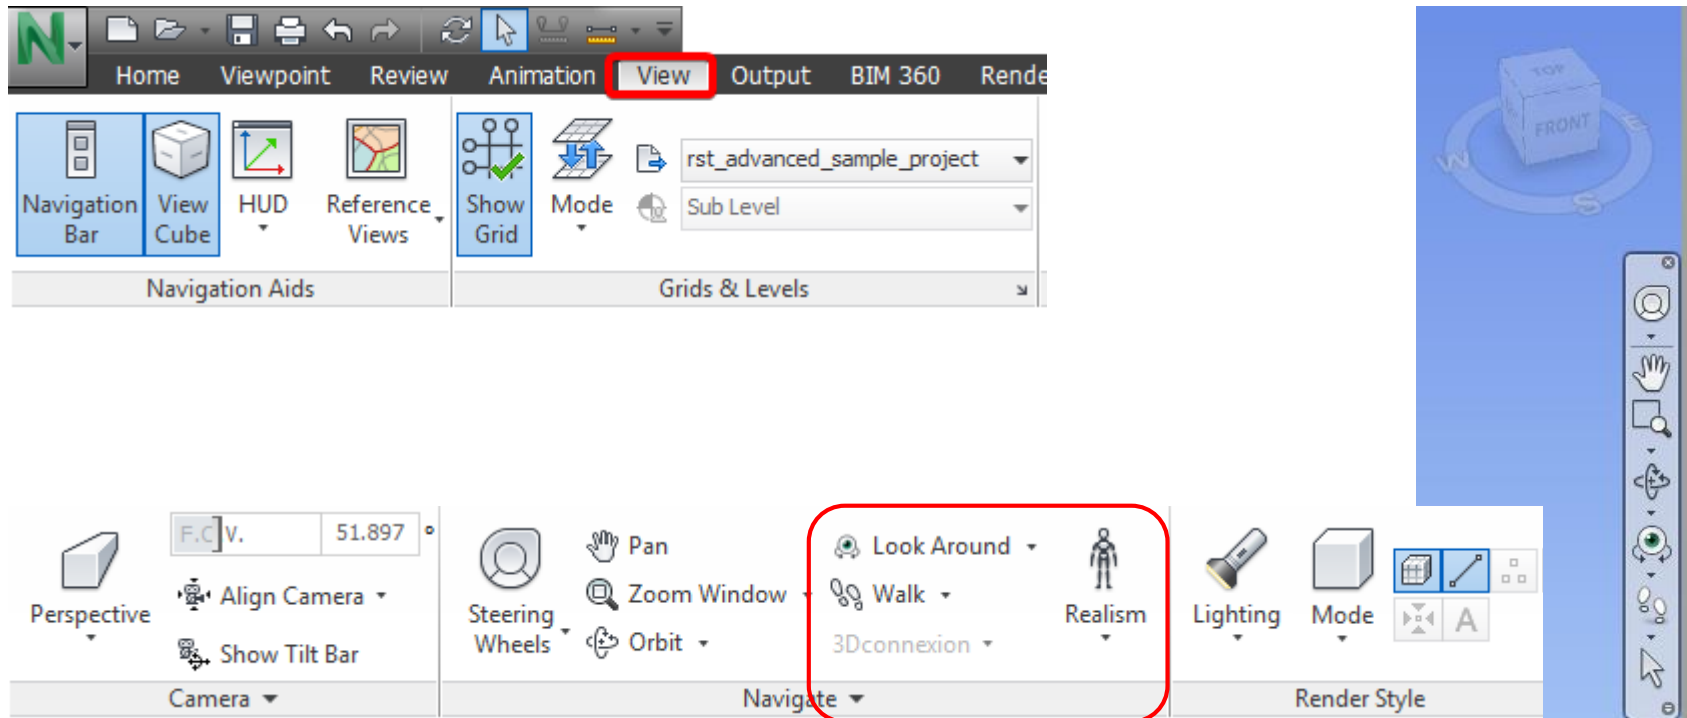 Home Viewpoint Review Animation View Output BIM 360 Rende
Navigation Bar
View Cube
HUD
Reference Views
Show Grid
Mode
rst_advanced_sample_project
Sub Level
Navigation Aids
Grids & Levels
TOP
FRONT
W
S
E
Perspective
F.O V.
51.897 °
Align Camera
Show Tilt Bar
Camera
Steering Wheels
Pan
Zoom Window
Orbit
Look Around
Walk
3Dconnexion
Realism
Navigate
Lighting
Mode
A
Render Style